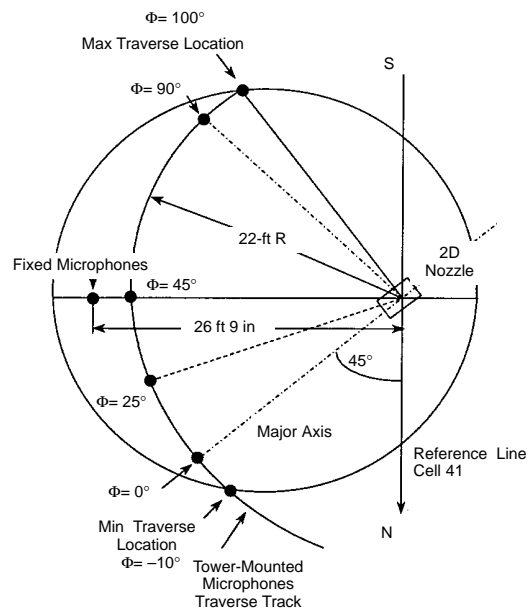 Φ= 100°
Max Traverse Location
S
Φ= 90°
22-ft R
2D
Nozzle
Fixed Microphones
Φ= 45°
26 ft 9 in
45°
Φ= 25°
Major Axis
Reference Line
Cell 41
Φ= 0°
N
Min Traverse
Location
Φ= –10°
Tower-Mounted
Microphones
Traverse Track